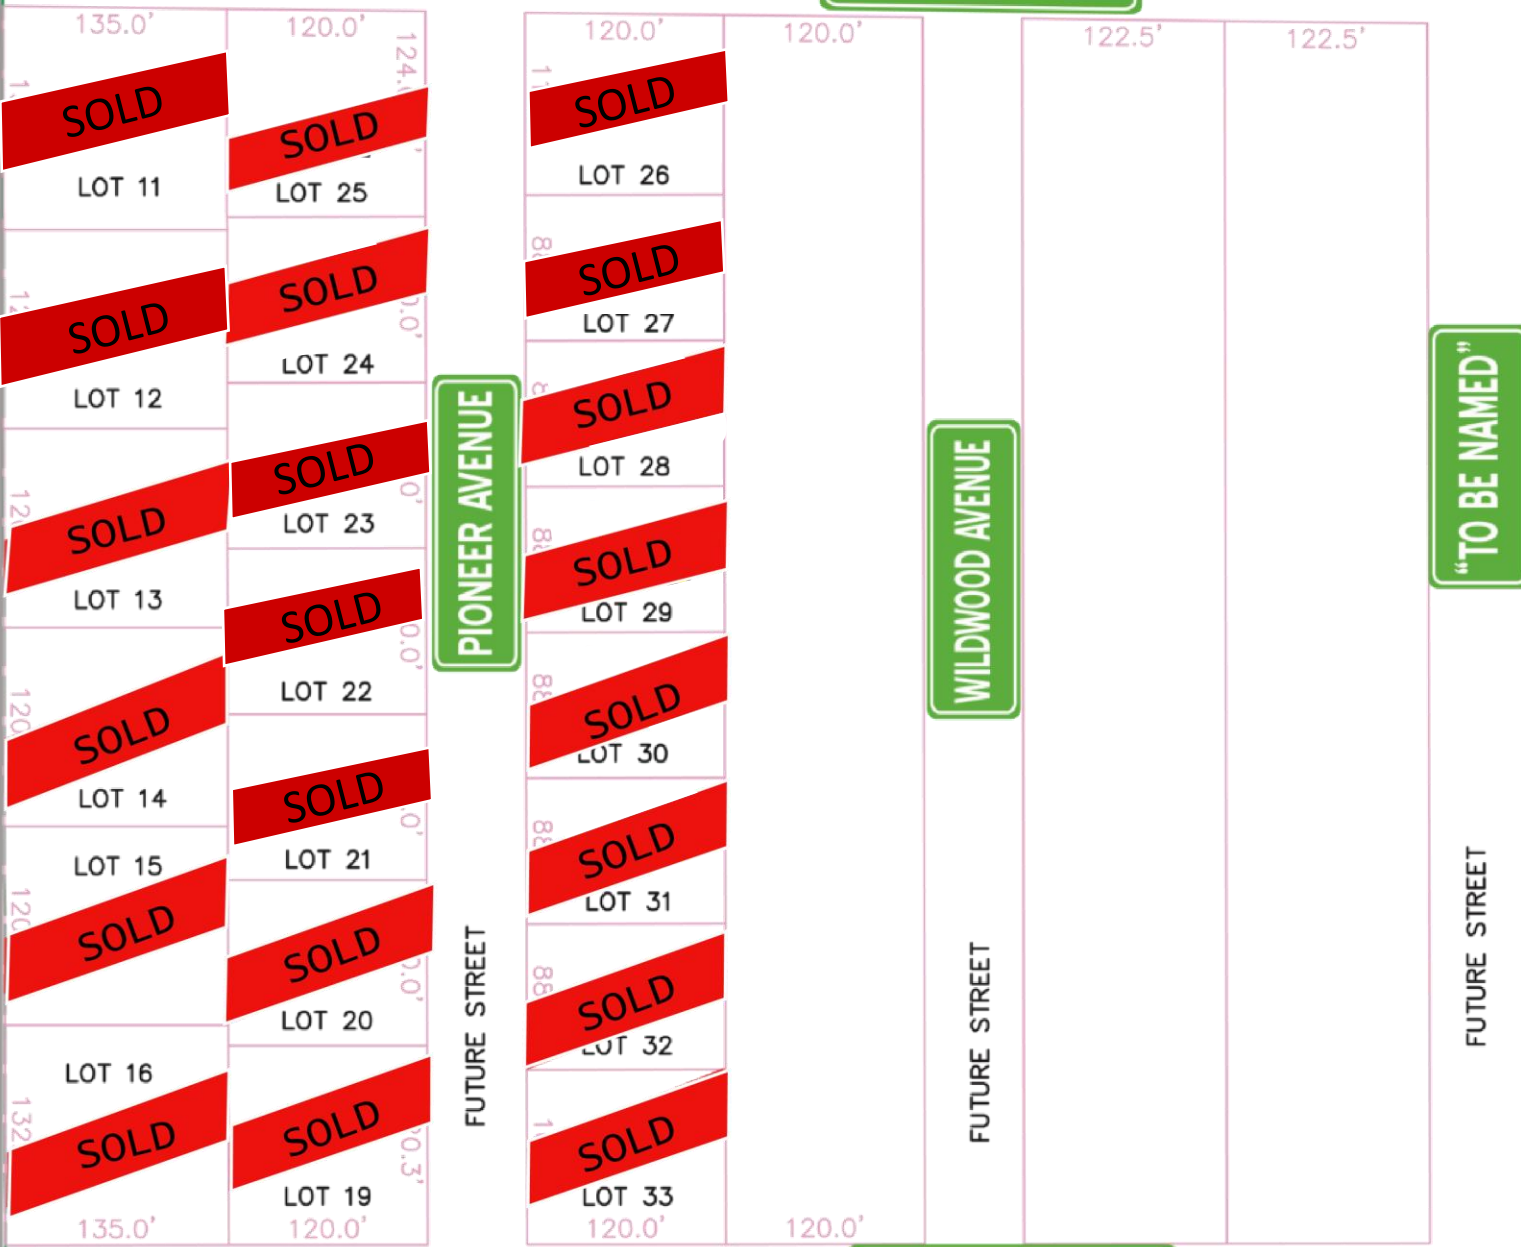 135.0'
120.0'
120.0'
120.0'
122.5'
122.5'
SOLD
LOT 11
SOLD
LOT 12
SOLD
LOT 13
SOLD
LOT 14
LOT 15
SOLD
LOT 16
SOLD
132
135.0'
SOLD
LOT 25
SOLD
LOT 24
SOLD
LOT 23
SOLD
LOT 22
SOLD
LOT 21
SOLD
LOT 20
SOLD
LOT 19
120.0'
PIONEER AVENUE
FUTURE STREET
SOLD
LOT 26
SOLD
LOT 27
SOLD
LOT 28
SOLD
LOT 29
SOLD
LOT 30
SOLD
LOT 31
SOLD
LOT 32
SOLD
LOT 33
120.0'
120.0'
WILDWOOD AVENUE
FUTURE STREET
“TO BE NAMED”
FUTURE STREET